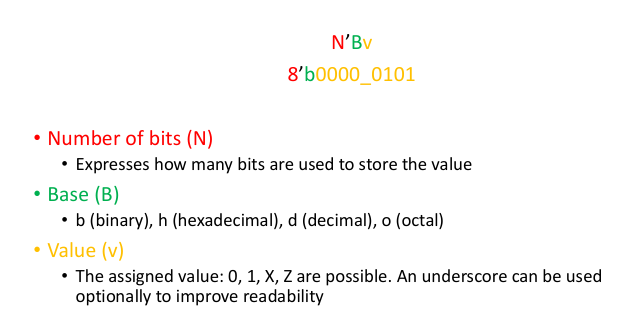 N’Bv
8’b0000_0101
• Number of bits (N)
• Expresses how many bits are used to store the value
• Base (B)
• b (binary), h (hexadecimal), d (decimal), o (octal)
• Value (v)
• The assigned value: 0, 1, X, Z are possible. An underscore can be used
optionally to improve readability